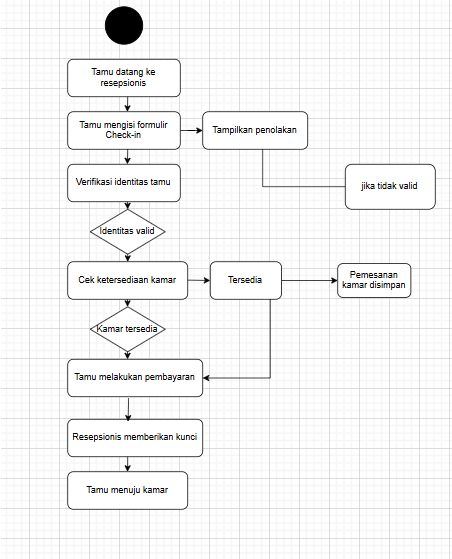 Tamu datang ke
resepsionis
Tamu mengisi formulir
Check-in
Tampilkan penolakan
Verifikasi identitas tamu
jika tidak valid
Identitas valid
Cek ketersediaan kamar
Tersedia
Pemesanan
kamar disimpan
Kamar tersedia
Tamu melakukan pembayaran
Resepsionis memberikan kunci
Tamu menuju kamar